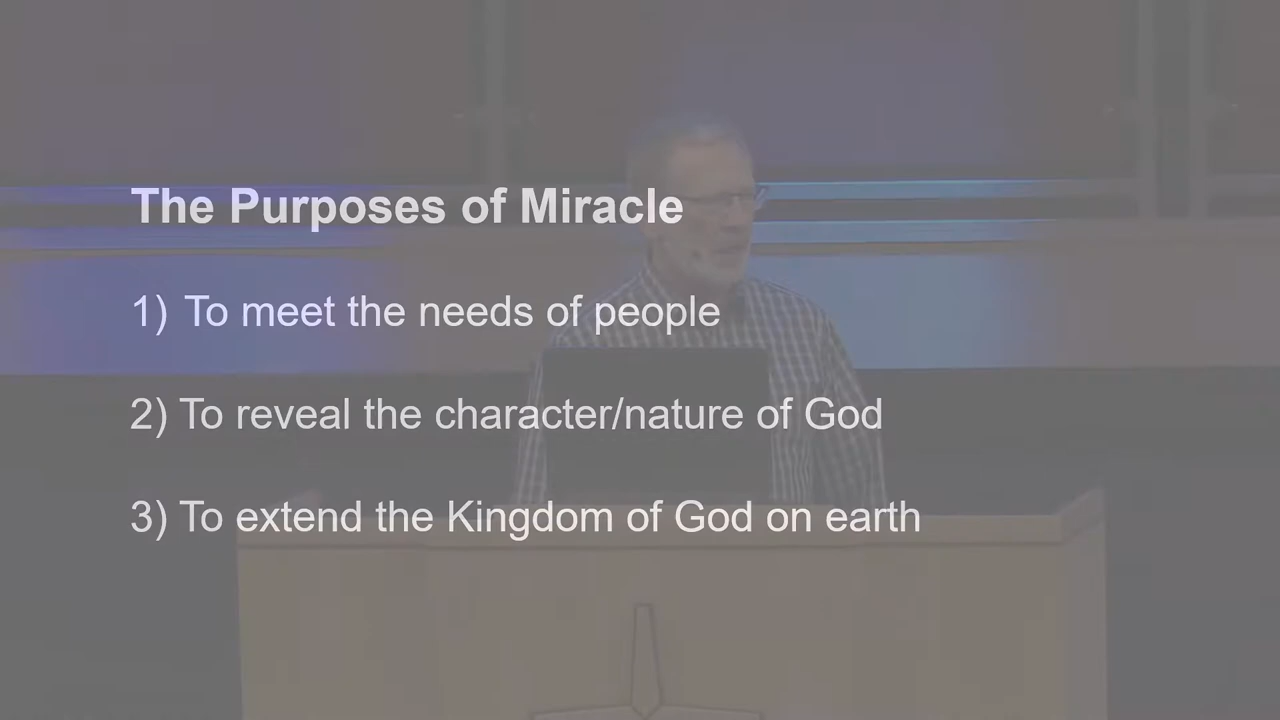 The Purposes of Miracle
1) To meet the needs of people
2) To reveal the character/nature of God
3) To extend the Kingdom of God on earth